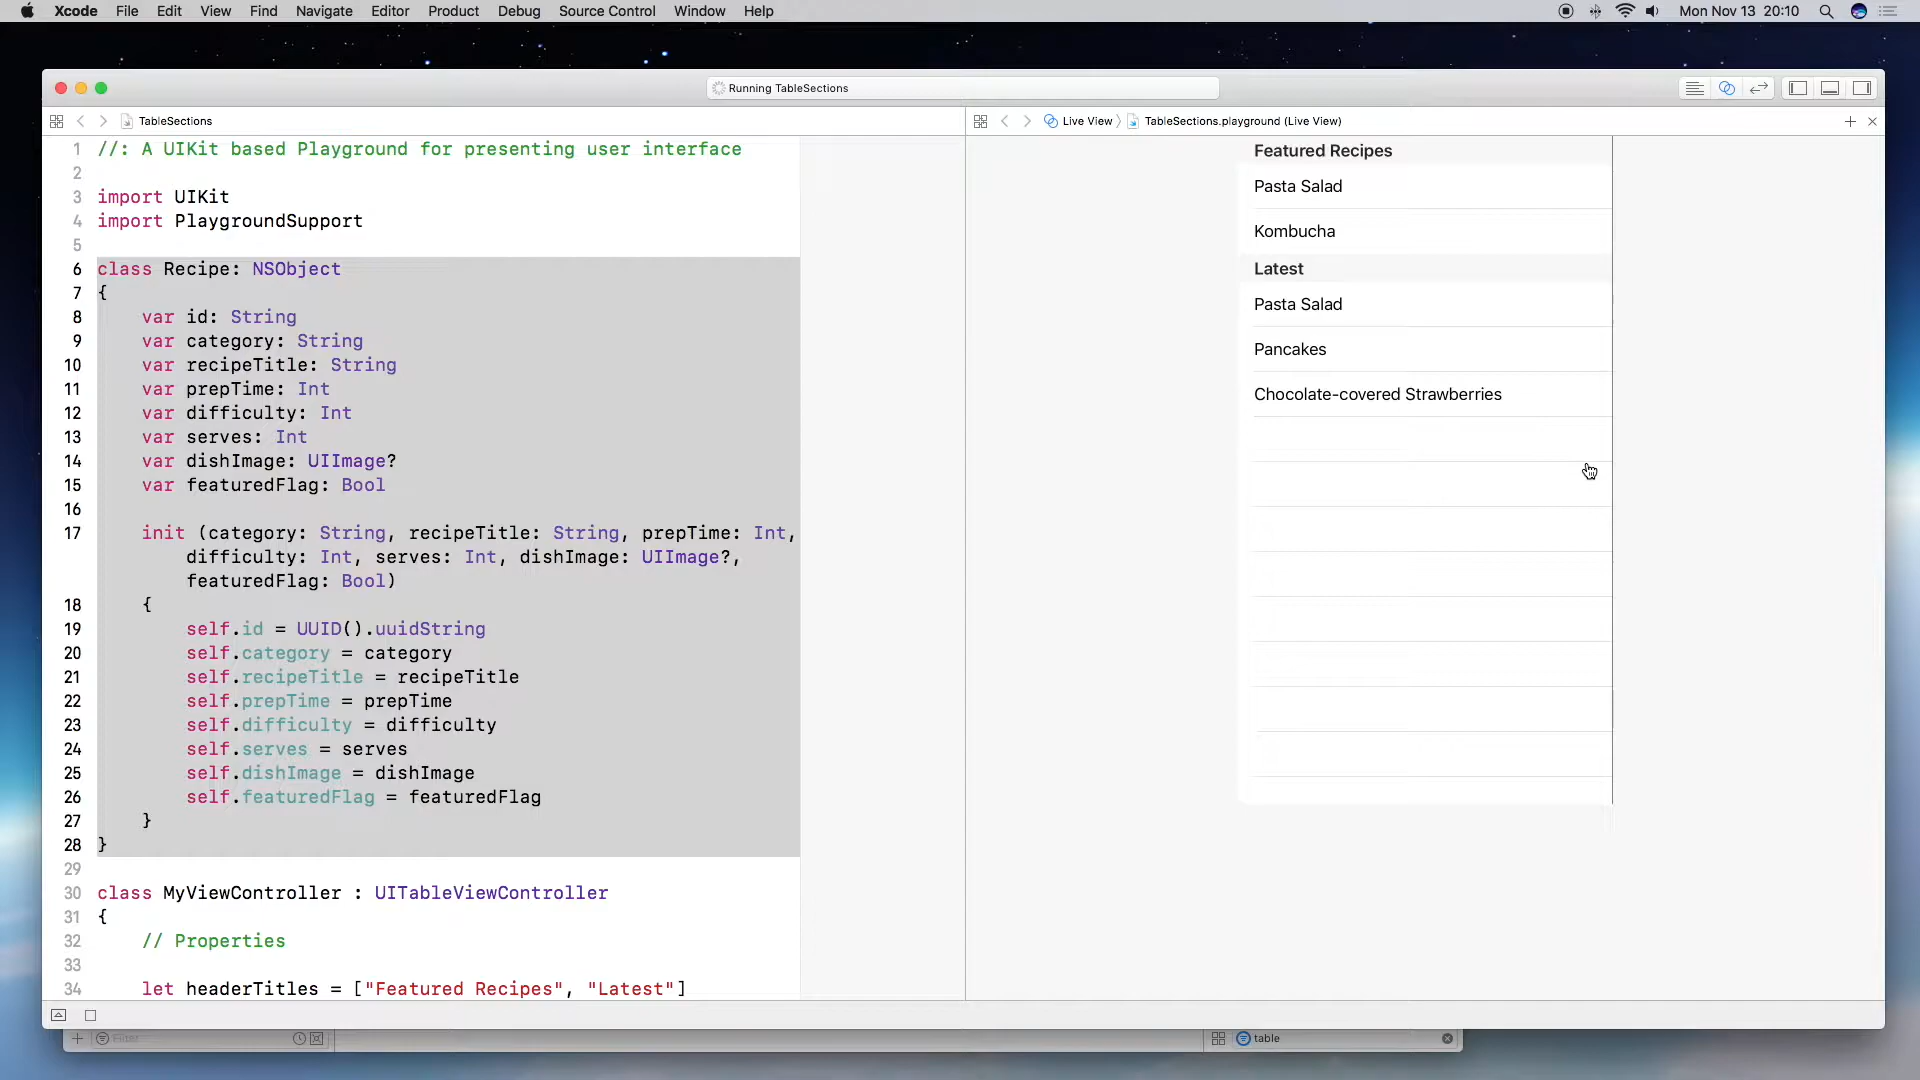 Xcode File Edit View Find Navigate Editor Product Debug Source Control Window Help Mon Nov 13 20:10
Running TableSections
TableSections
1 //: A UIKit based Playground for presenting user interface
2
3 import UIKit
4 import PlaygroundSupport
5
6 class Recipe: NSObject
7 {
8 var id: String
9 var category: String
10 var recipeTitle: String
11 var prepTime: Int
12 var difficulty: Int
13 var serves: Int
14 var dishImage: UIImage?
15 var featuredFlag: Bool
16
17 init (category: String, recipeTitle: String, prepTime: Int,
difficulty: Int, serves: Int, dishImage: UIImage?,
featuredFlag: Bool)
18 {
19 self.id = UUID().uuidString
20 self.category = category
21 self.recipeTitle = recipeTitle
22 self.prepTime = prepTime
23 self.difficulty = difficulty
24 self.serves = serves
25 self.dishImage = dishImage
26 self.featuredFlag = featuredFlag
27 }
28 }
29
30 class MyViewController : UITableViewController
31 {
32 // Properties
33
34 let headerTitles = ["Featured Recipes", "Latest"]
Live View TableSections.playground (Live View)
Featured Recipes
Pasta Salad
Kombucha
Latest
Pasta Salad
Pancakes
Chocolate-covered Strawberries
Filter
table